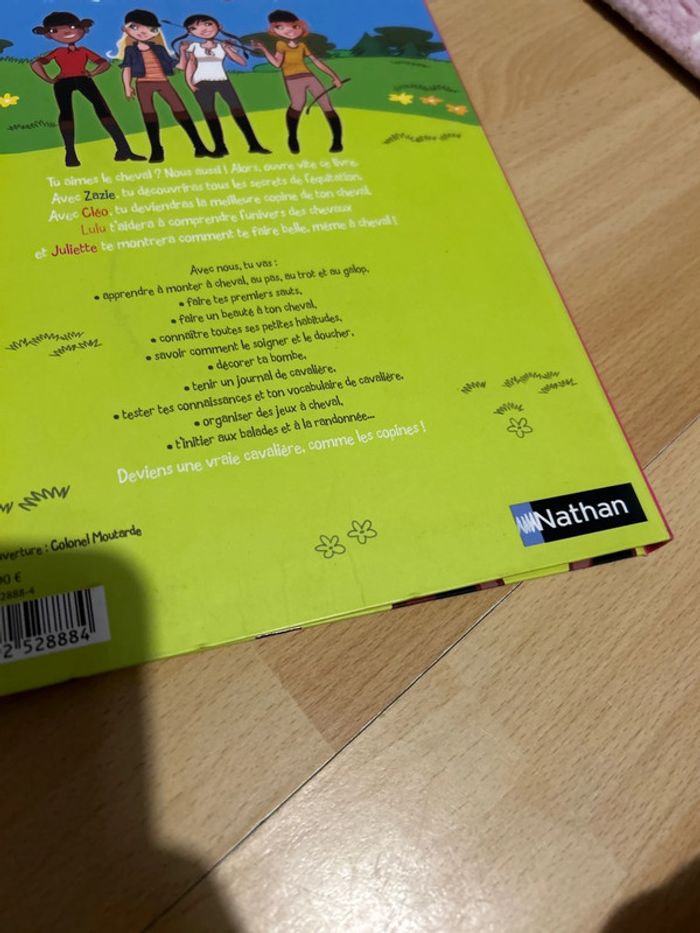 Tu aimes le cheval ? Nous aussi ! Alors, ouvre vite ce livre.
Avec Zazie, tu découvriras tous les secrets de l'équitation.
Avec Cléo, tu deviendras la meilleure copine de ton cheval.
Lulu t'aidera à comprendre l'univers des chevaux
et Juliette te montrera comment te faire belle, même à cheval !
Avec nous, tu vas :
• apprendre à monter à cheval, au pas, au trot et au galop,
• faire tes premiers sauts,
• faire un beauté à ton cheval,
• connaître toutes ses petites habitudes,
• savoir comment le soigner et le doucher,
• décorer ta bombe,
• tenir un journal de cavalière,
• tester tes connaissances et ton vocabulaire de cavalière,
• organiser des jeux à cheval,
• t'initier aux balades et à la randonnée...
Deviens une vraie cavalière, comme les copines !
Nathan
uverture : Colonel Moutarde
90 €
2888-4
2 528884